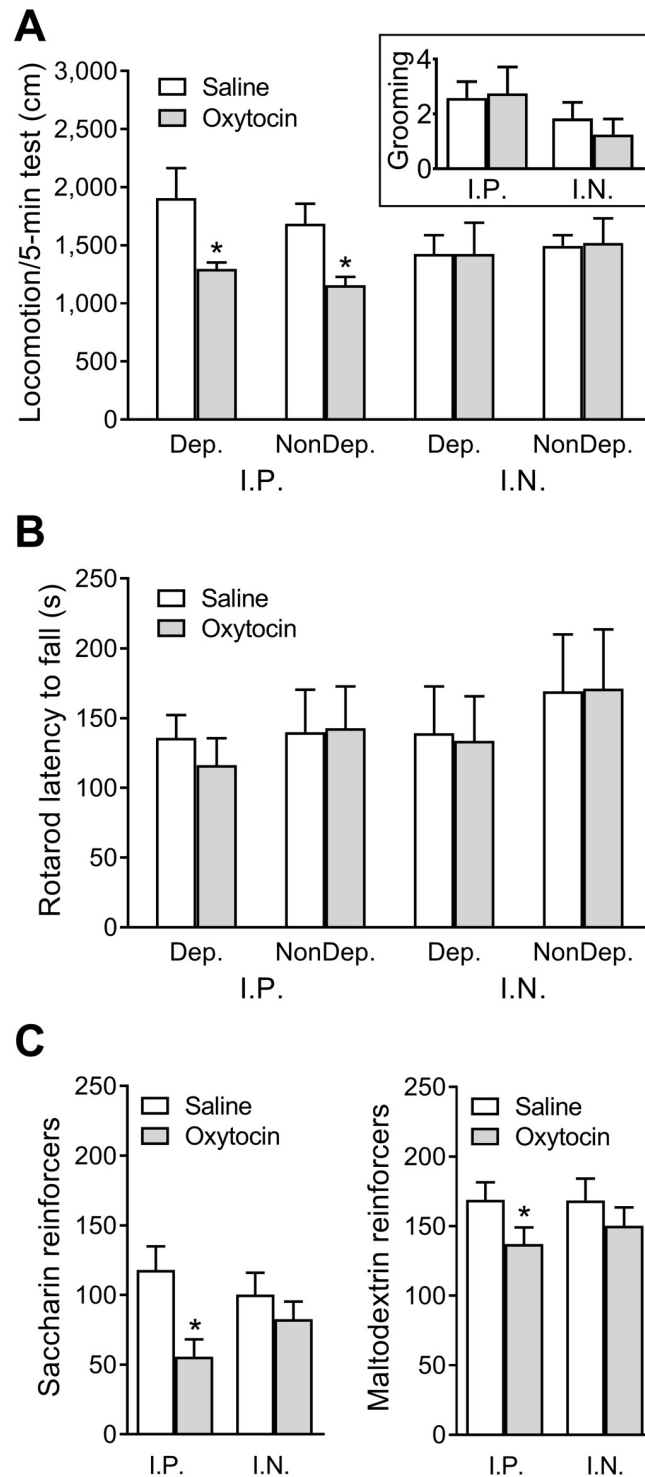 A
Locomotion/5-min test (cm)
3,000
2,500
2,000
1,500
1,000
500
0
Saline
Oxytocin
Grooming
4
2
0
I.P. I.N.
*
*
Dep. NonDep. Dep. NonDep.
I.P. I.N.
B
Rotarod latency to fall (s)
250
200
150
100
50
0
Saline
Oxytocin
Dep. NonDep. Dep. NonDep.
I.P. I.N.
C
Saccharin reinforcers
250
200
150
100
50
0
Saline
Oxytocin
*
I.P. I.N.
Maltodextrin reinforcers
250
200
150
100
50
0
Saline
Oxytocin
*
I.P. I.N.